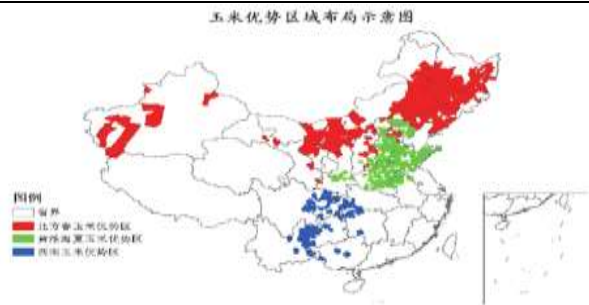 玉米优势区域布局示意图
图例
省界
北方春玉米优势区
黄淮海夏玉米优势区
西南玉米优势区